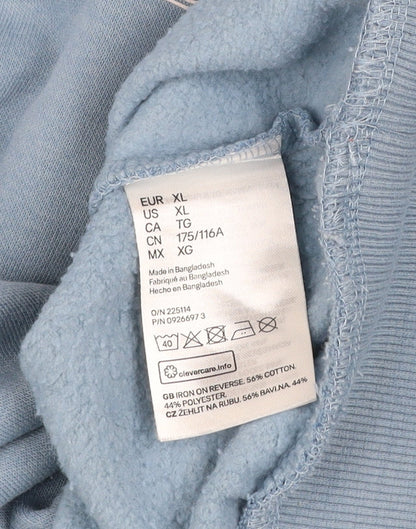 EUR XL
US XL
CA TG
CN 175/116A
MX XG
Made in Bangladesh
Fabriqué au Bangladesh
Hecho en Bangladesh
O/N 225114
P/N 0926697 3
40
clevercare.info
GB IRON ON REVERSE. 56% COTTON.
44% POLYESTER.
CZ ŽEHLIT NA RUBU. 56% BAVLNA. 44%